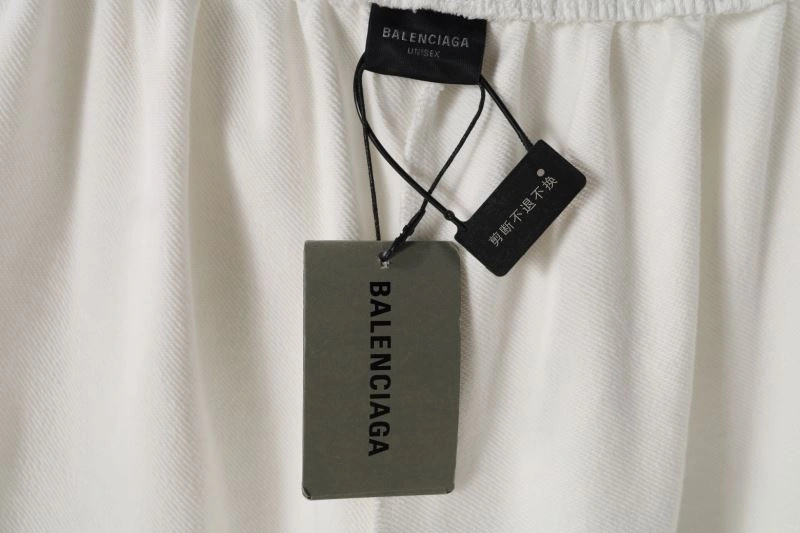 BALENCIAGA
UNISEX
剪断不退不换
BALENCIAGA